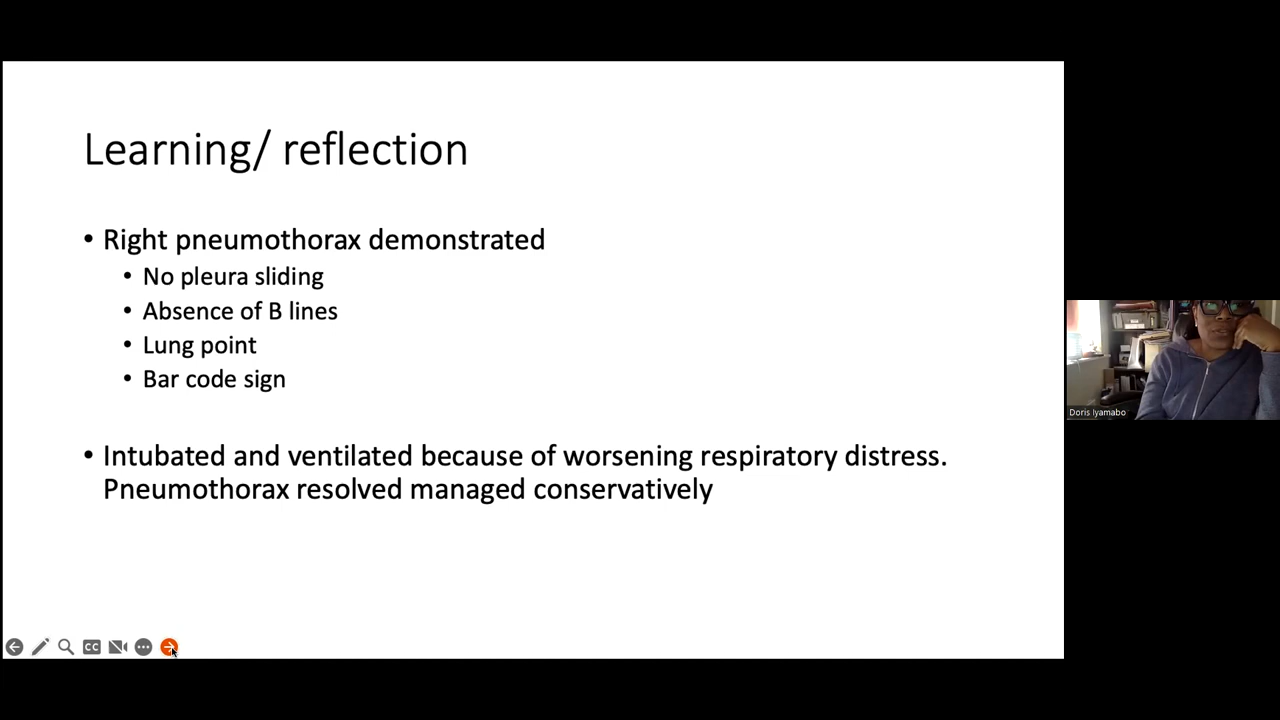 Learning/ reflection
• Right pneumothorax demonstrated
• No pleura sliding
• Absence of B lines
• Lung point
• Bar code sign
• Intubated and ventilated because of worsening respiratory distress.
Pneumothorax resolved managed conservatively
CC
Doris Iyamabo